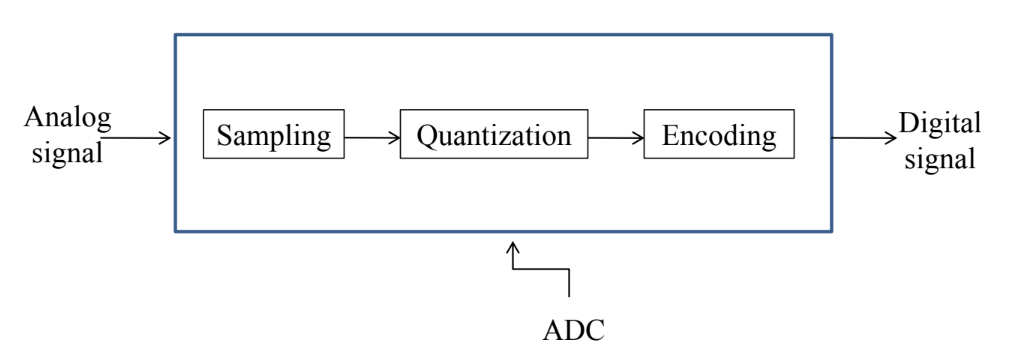 Analog
signal
Sampling
Quantization
Encoding
Digital
signal
ADC